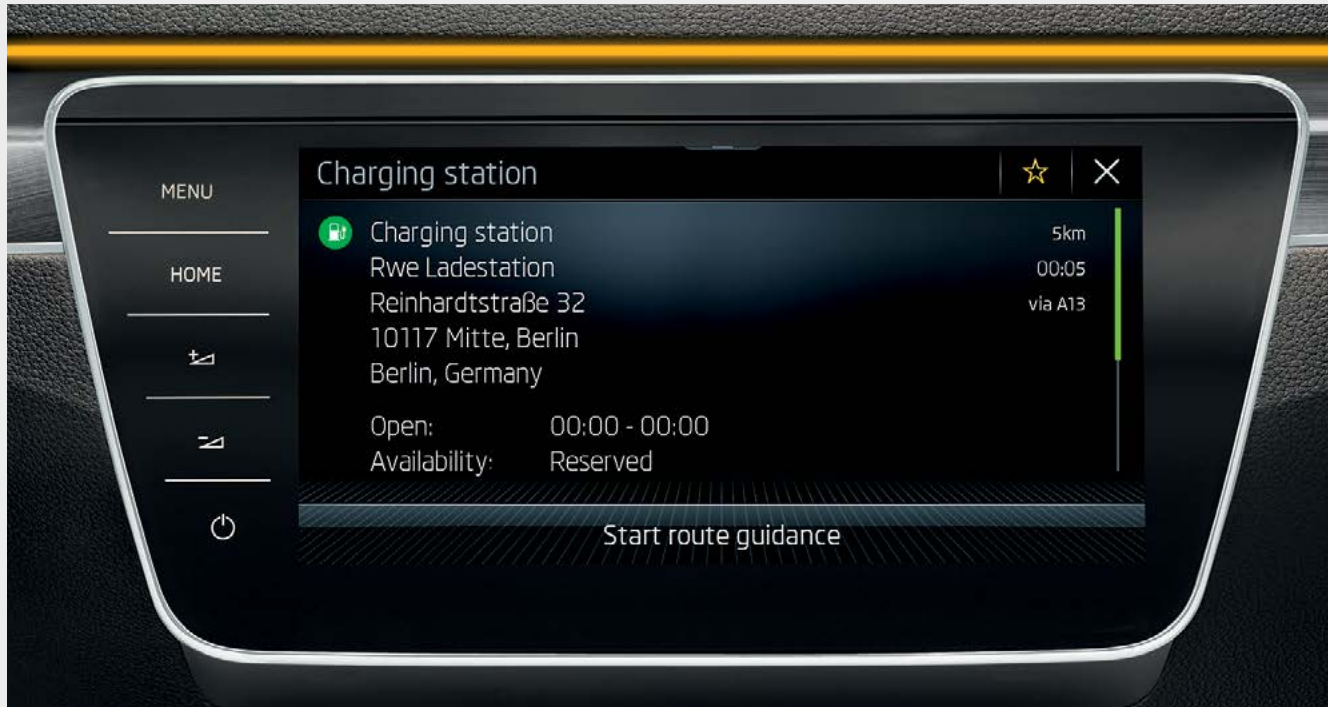 MENU
HOME
Charging station
Charging station
5km
Rwe Ladestation
00:05
Reinhardtstraße 32
via A13
10117 Mitte, Berlin
Berlin, Germany
Open: 00:00 - 00:00
Availability: Reserved
Start route guidance